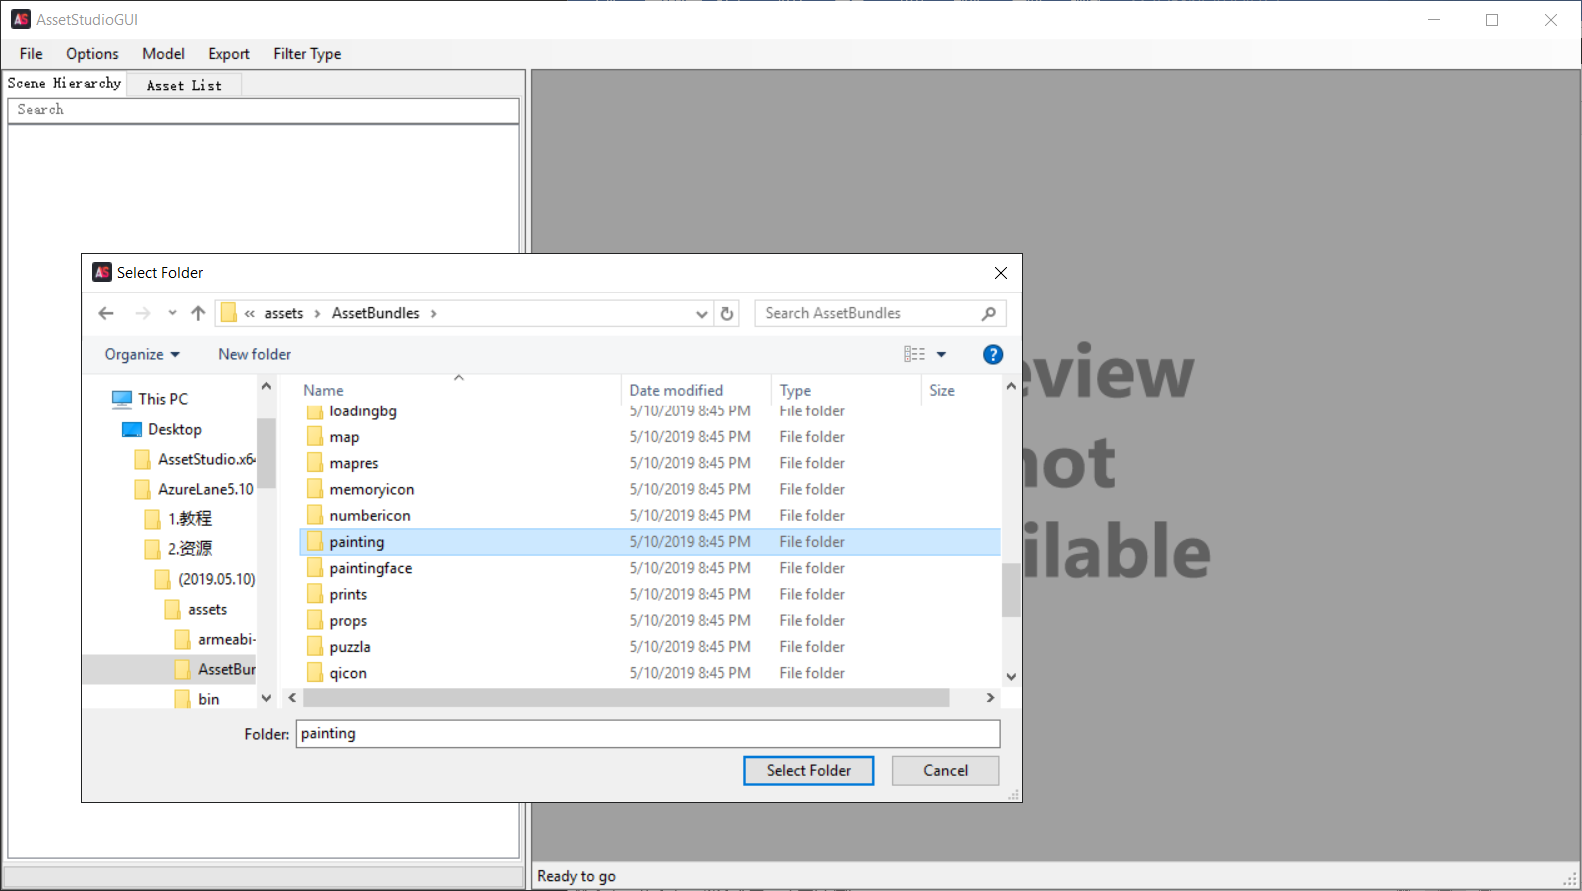 AssetStudioGUI
File Options Model Export Filter Type
Scene Hierarchy Asset List
Search
Select Folder
« assets › AssetBundles ›
Search AssetBundles
Organize New folder
This PC
Desktop
AssetStudio.x64
AzureLane5.10
1.教程
2.资源
(2019.05.10)
assets
armeabi-
AssetBun
bin
Name Date modified Type Size
loadingbg 5/10/2019 8:45 PM File folder
map 5/10/2019 8:45 PM File folder
mapres 5/10/2019 8:45 PM File folder
memoryicon 5/10/2019 8:45 PM File folder
numbericon 5/10/2019 8:45 PM File folder
painting 5/10/2019 8:45 PM File folder
paintingface 5/10/2019 8:45 PM File folder
prints 5/10/2019 8:45 PM File folder
props 5/10/2019 8:45 PM File folder
puzzla 5/10/2019 8:45 PM File folder
qicon 5/10/2019 8:45 PM File folder
Folder: painting
Select Folder Cancel
eview
not
ilable
Ready to go